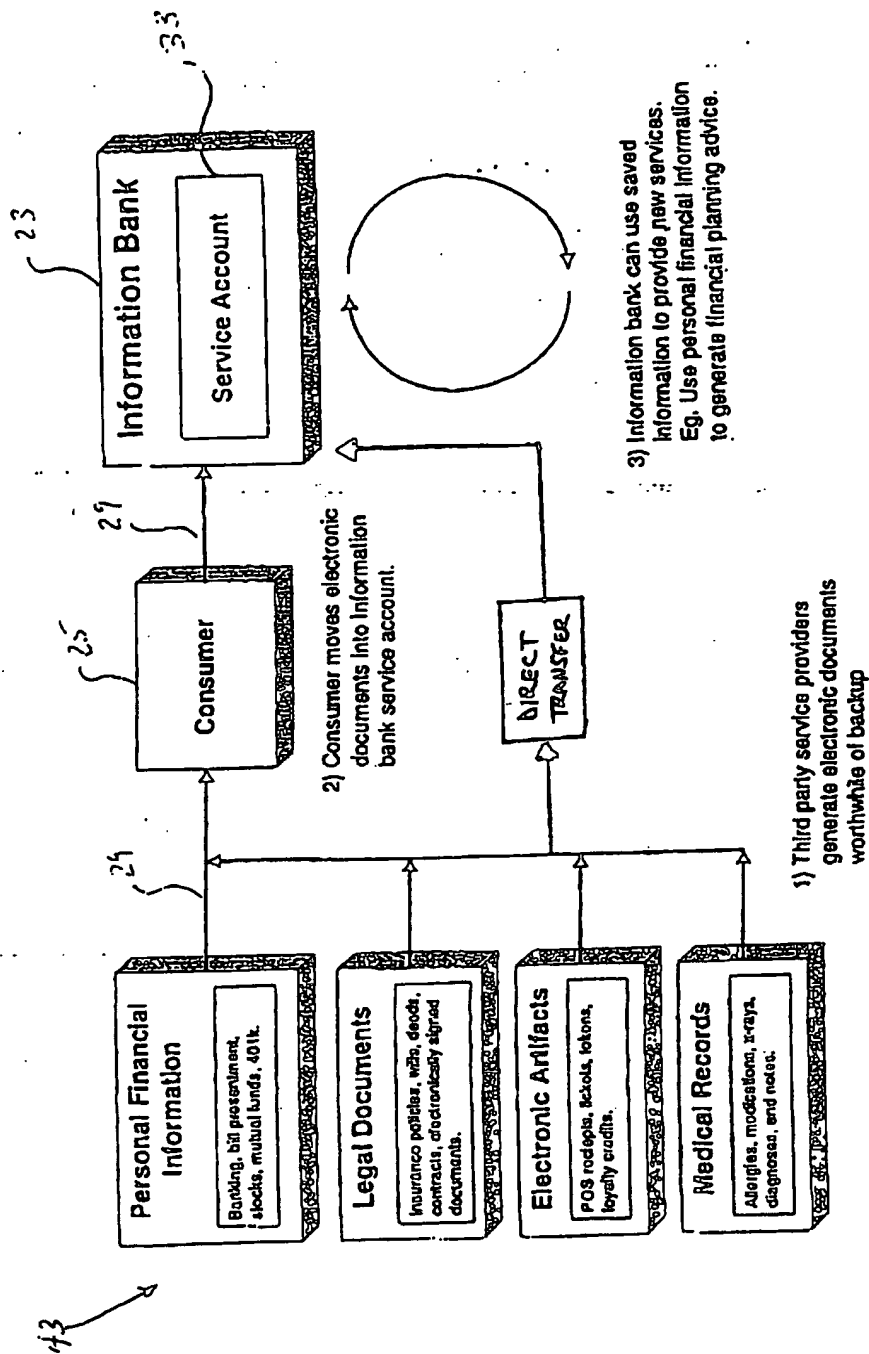 43
Personal Financial
Information
Banking, bill presentment,
stocks, mutual funds, 401k.
Legal Documents
Insurance policies, wills, deeds,
contracts, electronically signed
documents.
Electronic Artifacts
POS reciepts, tickets, tokens,
loyalty credits.
Medical Records
Allergies, medications, x-rays,
diagnoses, and notes.
1) Third party service providers
generate electronic documents
worthwhile of backup
25
Consumer
29
2) Consumer moves electronic
documents into information
bank service account.
DIRECT
TRANSFER
23
133
Information Bank
Service Account
3) Information bank can use saved
information to provide new services.
Eg. Use personal financial information
to generate financial planning advice.